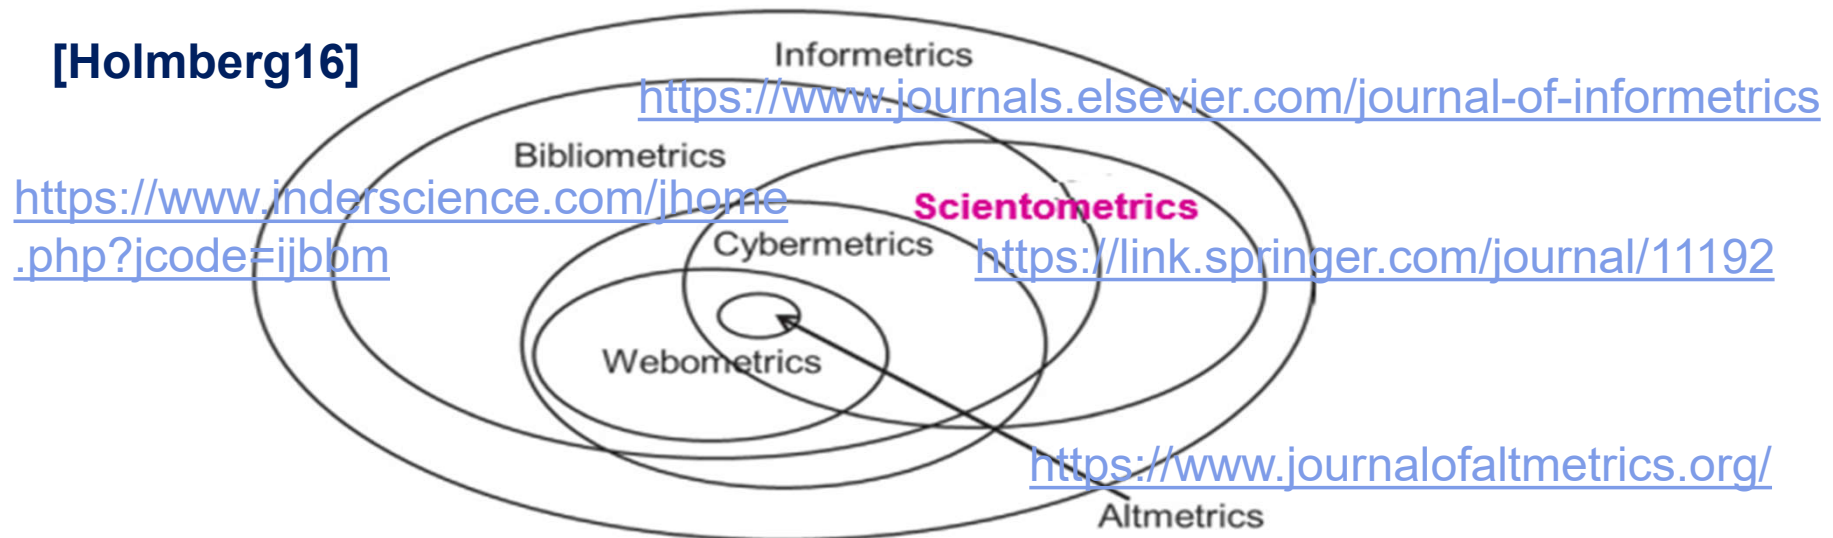 [Holmberg16]
Informetrics
https://www.journals.elsevier.com/journal-of-informetrics
Bibliometrics
https://www.inderscience.com/jhome
.php?jcode=ijbbm
Scientometrics
Cybermetrics
https://link.springer.com/journal/11192
Webometrics
https://www.journalofaltmetrics.org/
Altmetrics